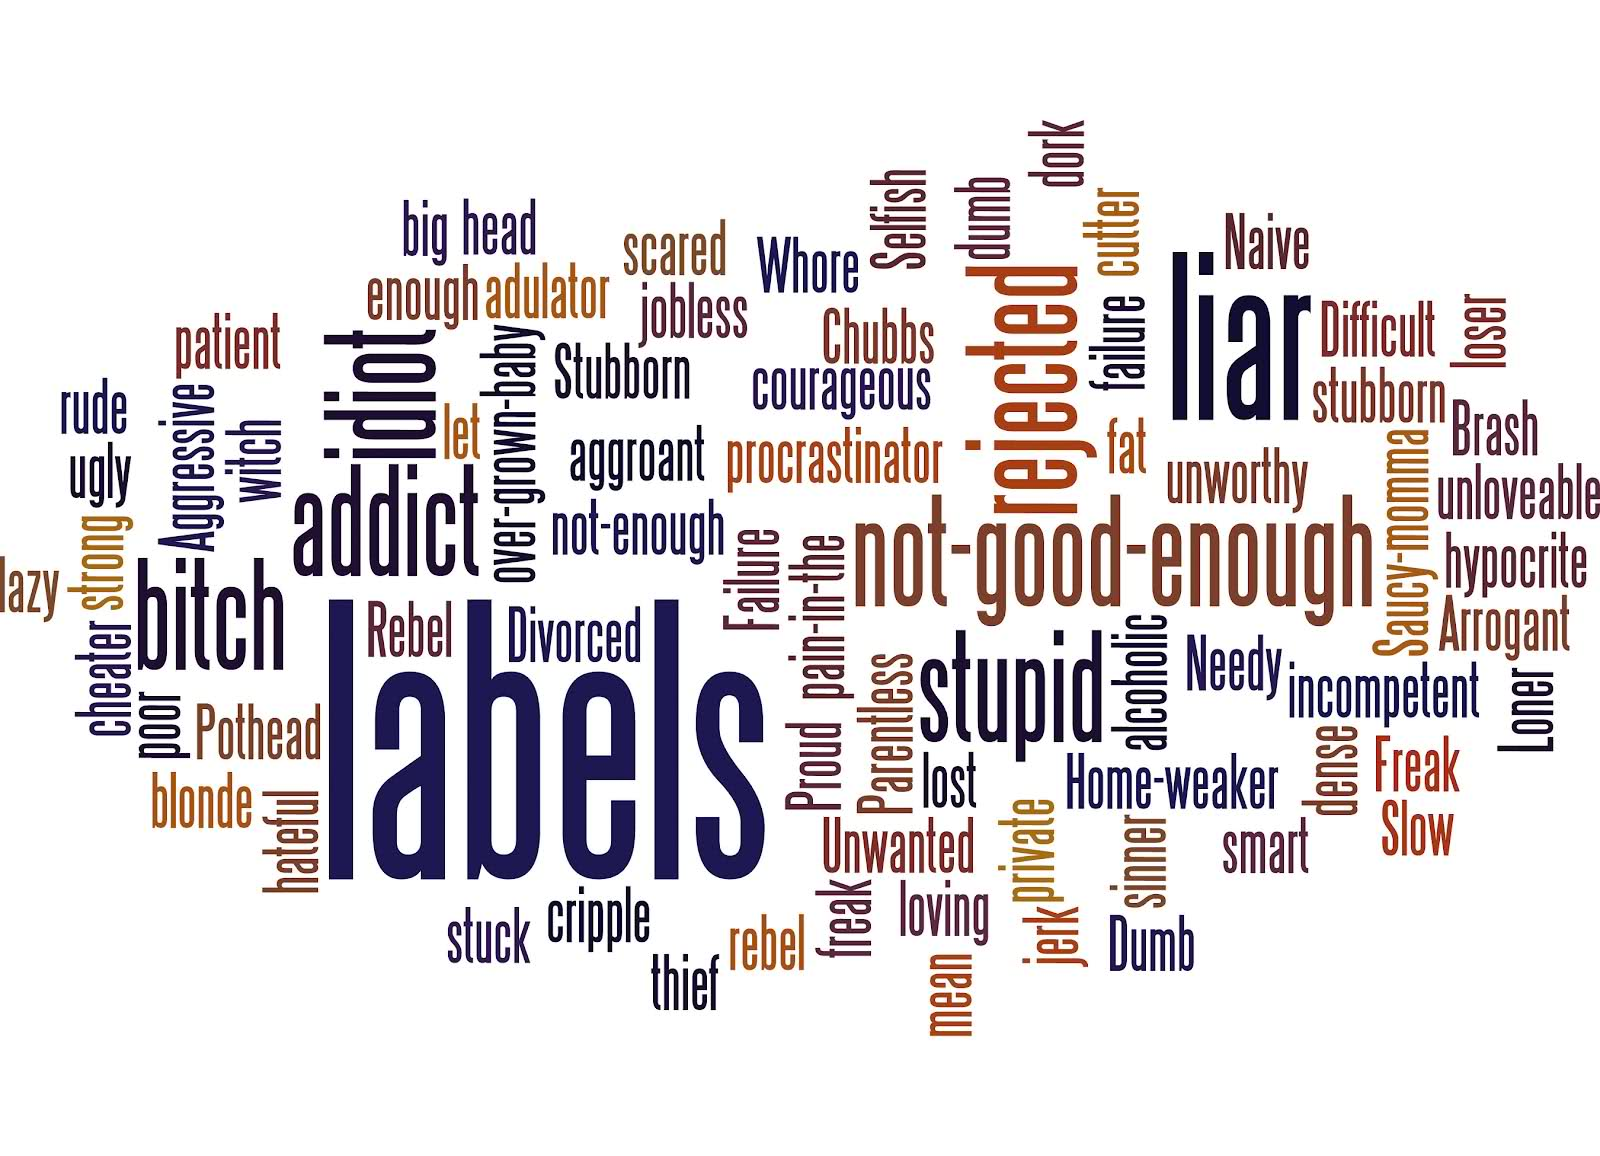 dork
Selfish
dumb
cutter
big head
scared
Whore
Naive
enough
adulator
jobless
rejected
failure
liar
Difficult
loser
patient
idiot
over-grown-baby
Stubborn
Chubbs
courageous
stubborn
rude
Aggressive
witch
let
aggroant
procrastinator
fat
unworthy
Saucy-momma
Brash
ugly
addict
unloveable
strong
not-enough
Failure
pain-in-the
not-good-enough
hypocrite
lazy
bitch
Rebel
Divorced
labels
Arrogant
cheater
poor
Pothead
Proud
Parentless
stupid
alcoholic
Needy
incompetent
Loner
blonde
hateful
lost
Home-weaker
dense
Freak
Slow
Unwanted
private
sinner
smart
stuck
cripple
freak
loving
jerk
Dumb
thief
rebel
mean